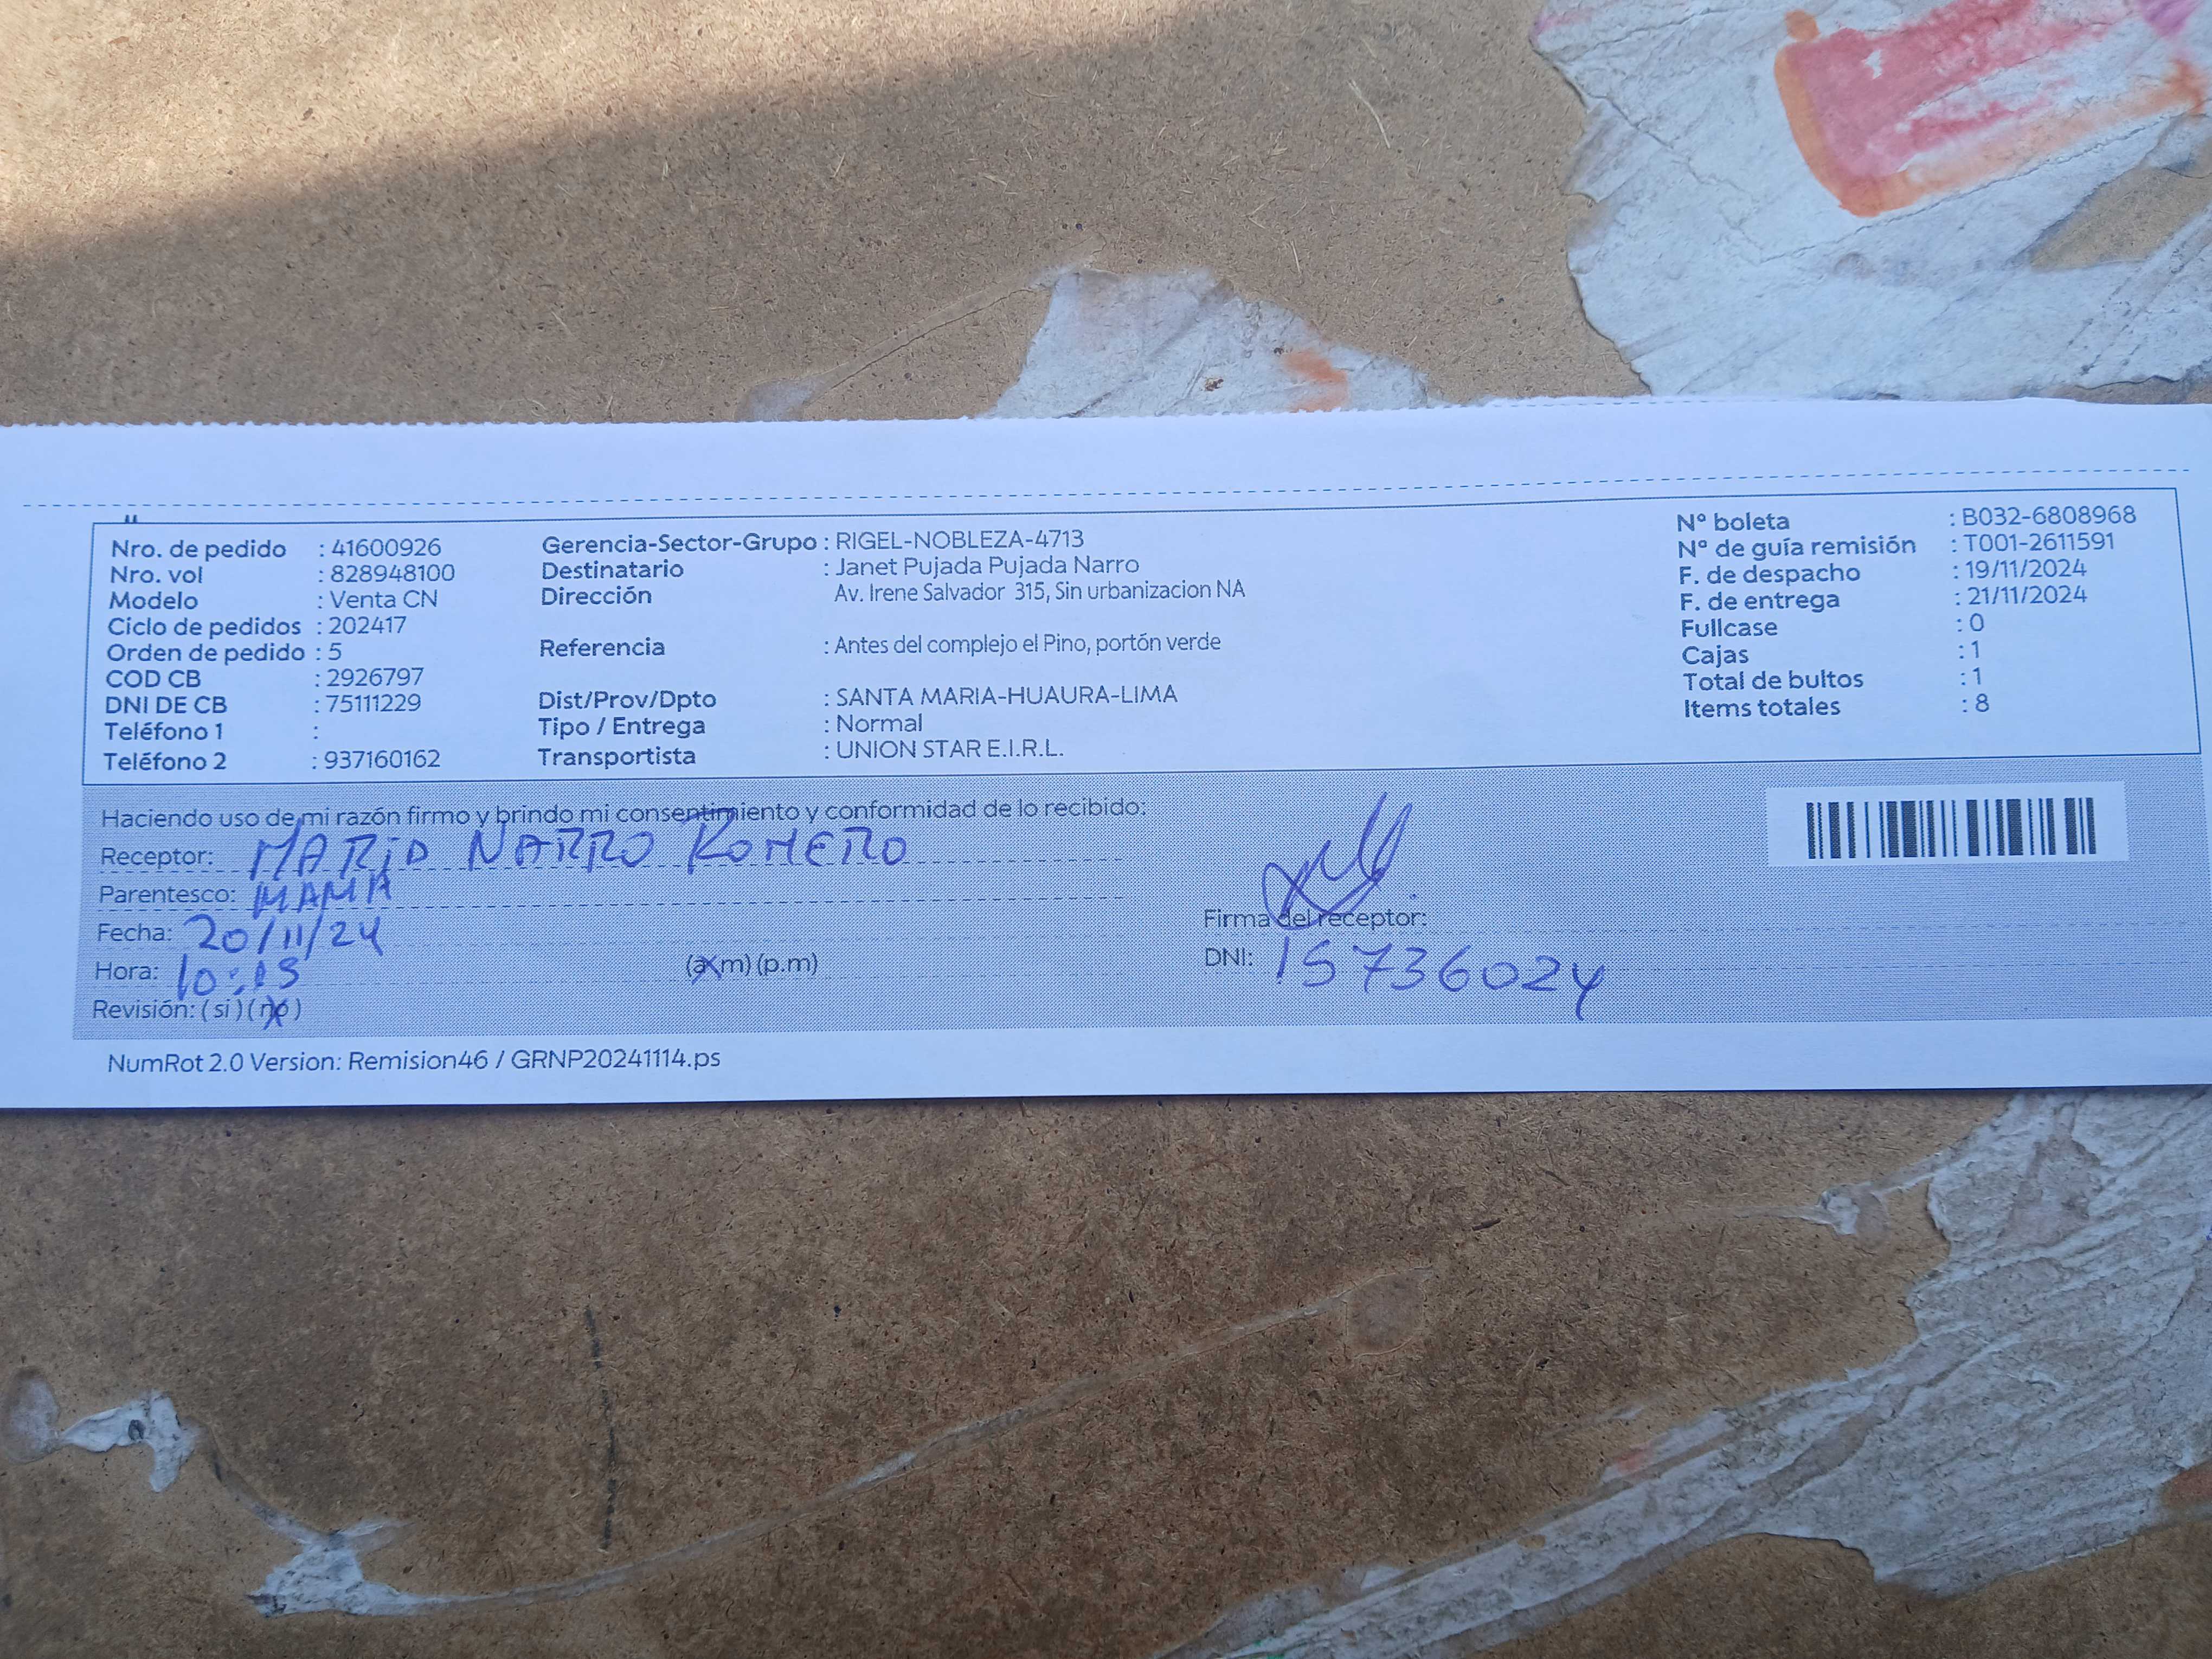 Nro. de pedido : 41600926
Nro. vol : 828948100
Modelo : Venta CN
Ciclo de pedidos : 202417
Orden de pedido : 5
COD CB : 2926797
DNI DE CB : 75111229
Teléfono 1 :
Teléfono 2 : 937160162
Gerencia-Sector-Grupo : RIGEL-NOBLEZA-4713
Destinatario : Janet Pujada Pujada Narro
Dirección Av. Irene Salvador 315, Sin urbanizacion NA
Referencia : Antes del complejo el Pino, portón verde
Dist/Prov/Dpto : SANTA MARIA-HUAURA-LIMA
Tipo / Entrega : Normal
Transportista : UNION STAR E.I.R.L.
N° boleta : B032-6808968
N° de guía remisión : T001-2611591
F. de despacho : 19/11/2024
F. de entrega : 21/11/2024
Fullcase : 0
Cajas : 1
Total de bultos : 1
Items totales : 8
Haciendo uso de mi razón firmo y brindo mi consentimiento y conformidad de lo recibido:
Receptor: NARRO ROMERO
Parentesco: MAMA
Fecha: 20/11/24
Hora: 10:15 (a.m) (p.m)
Revisión: (si) (no)
Firma del receptor:
DNI: 15736024
NumRot 2.0 Version: Remision46 / GRNP20241114.ps